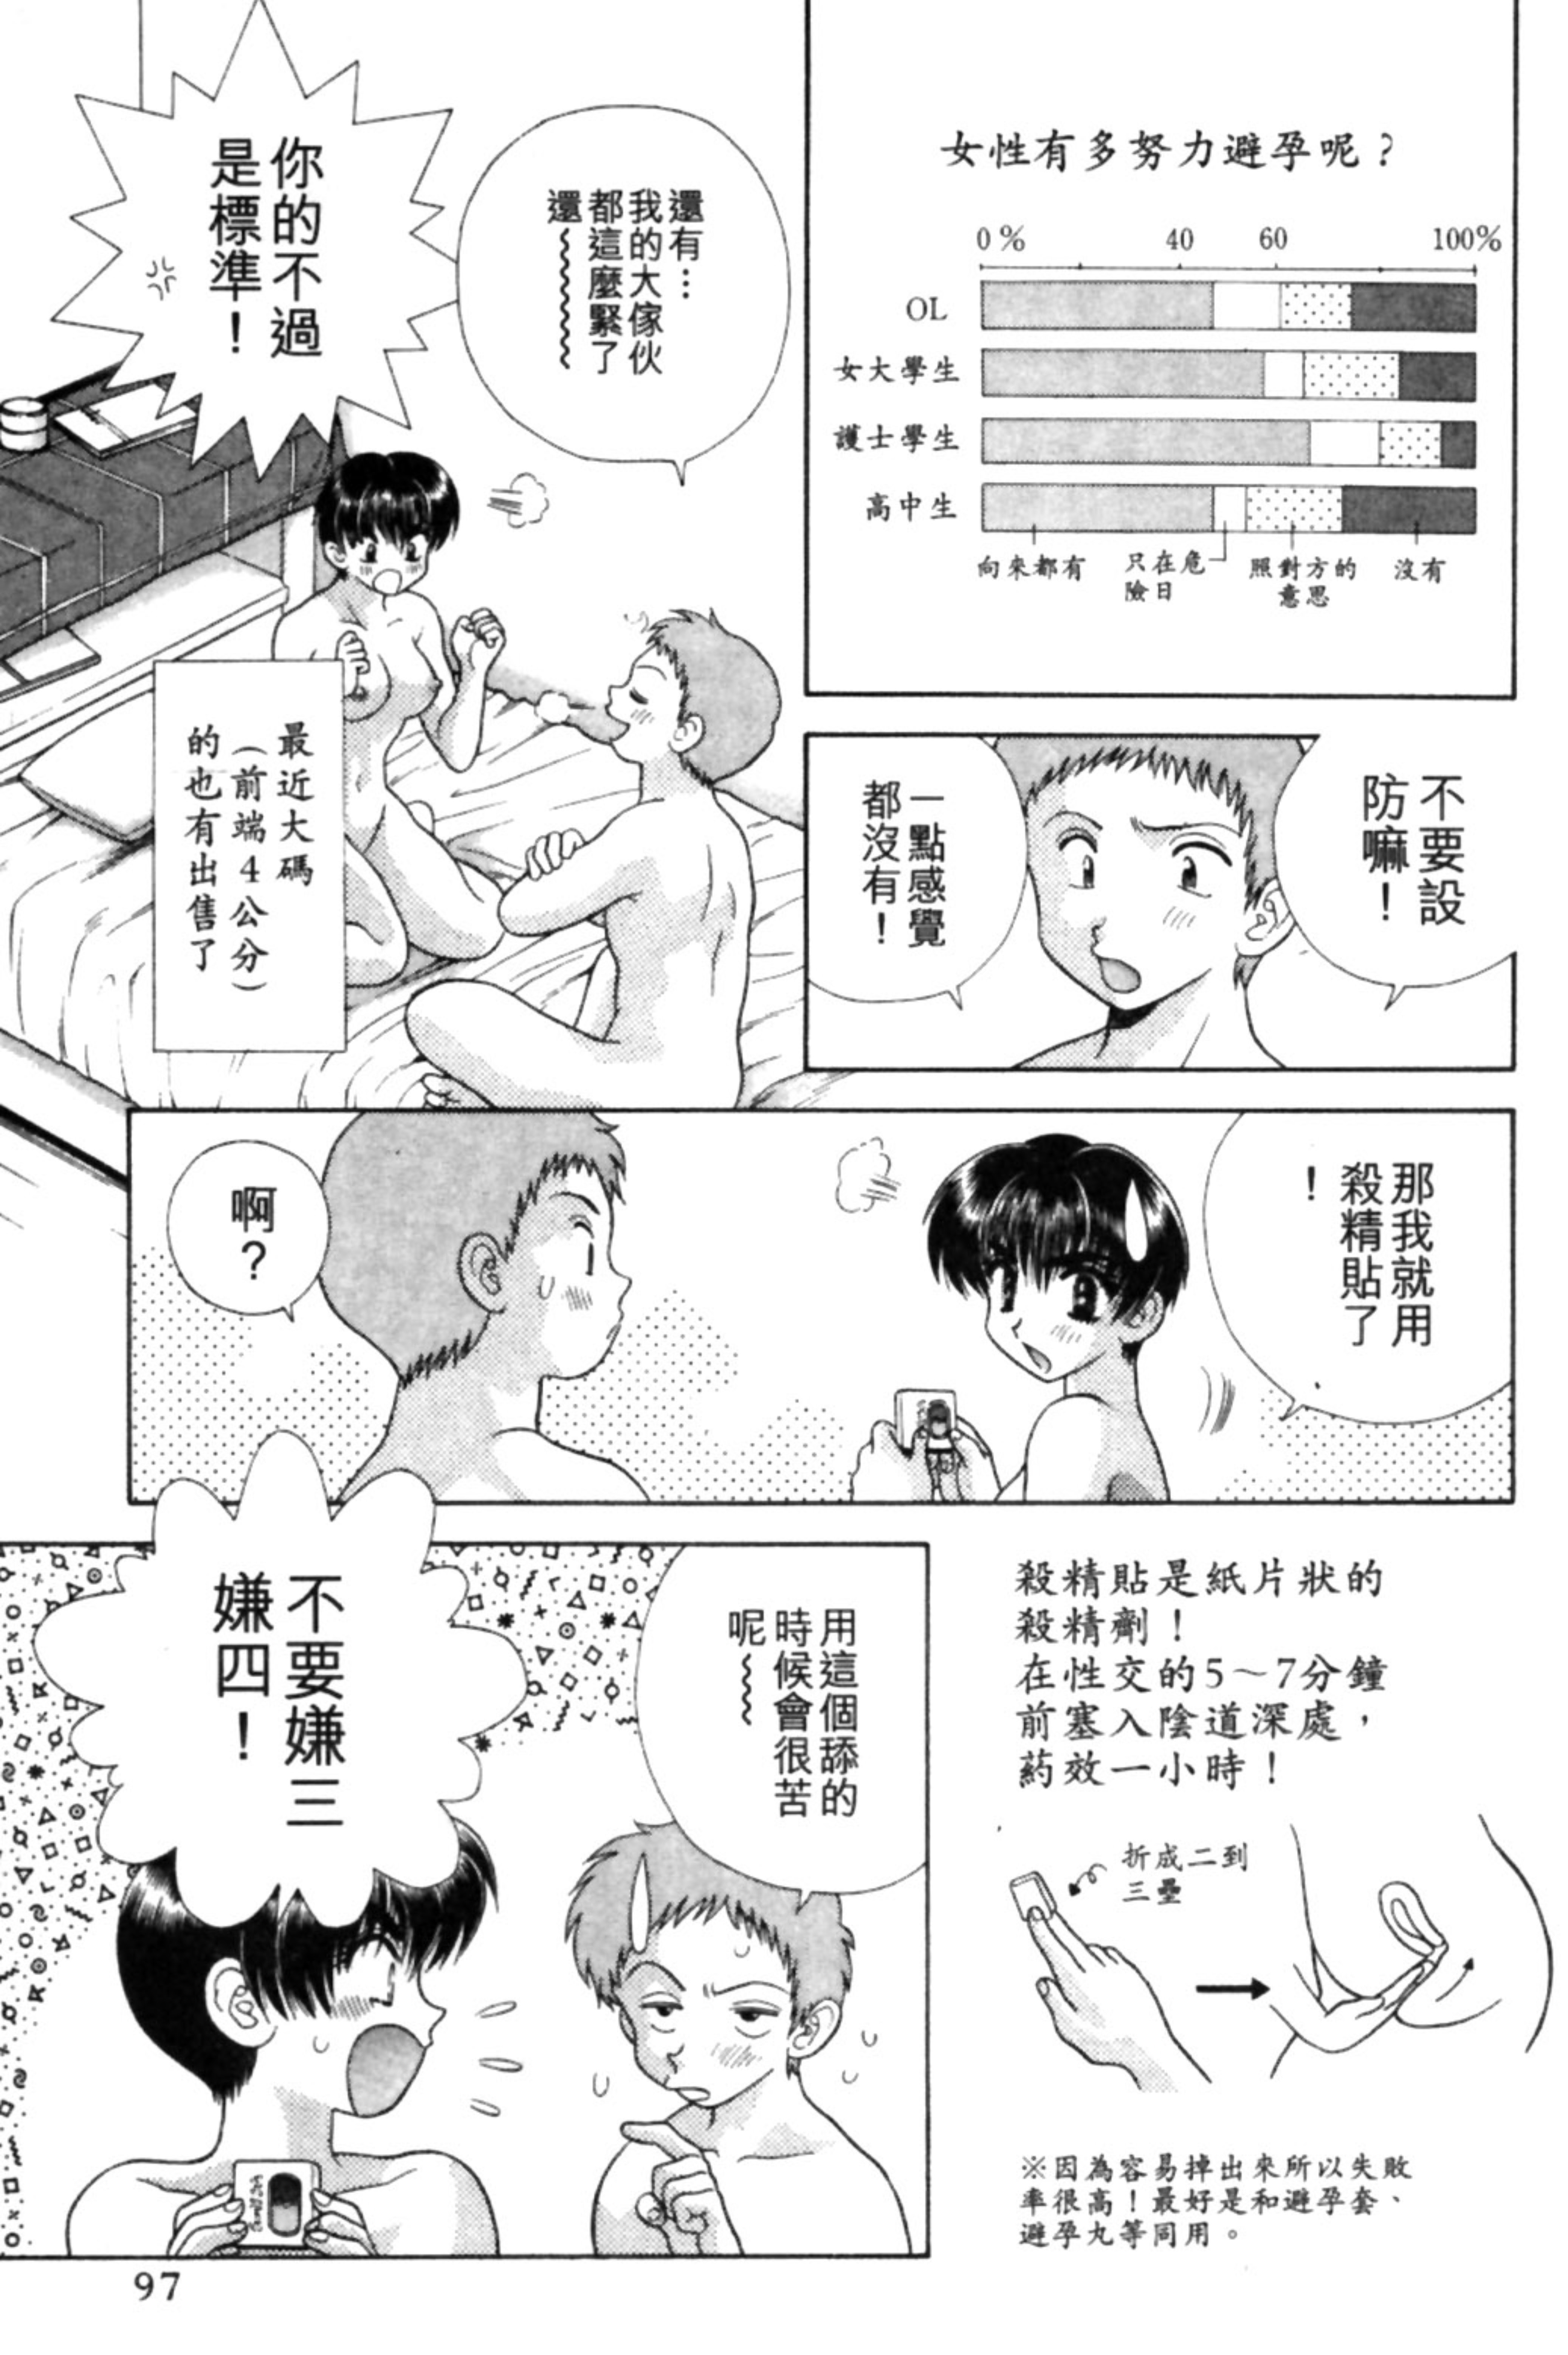 女性有多努力避孕呢？
0% 40 60 100%
OL
女大學生
護士學生
高中生
向來都有
只在危
險日
照對方的
意思
沒有
不要設
防嘛！
一點感覺
都沒有！
還有…
我的大傢伙
都這麼緊了
還～～～～
你的不過
是標準！
最近大碼
（前端4公分）
的也有出售了
那我就用
殺精貼了
！
啊？
殺精貼是紙片狀的
殺精劑！
在性交的5～7分鐘
前塞入陰道深處，
葯效一小時！
折成二到
三疊
※因為容易掉出來所以失敗
率很高！最好是和避孕套、
避孕丸等同用。
用這個舔的
時候會很苦
呢～～～
不要嫌三
嫌四！
97